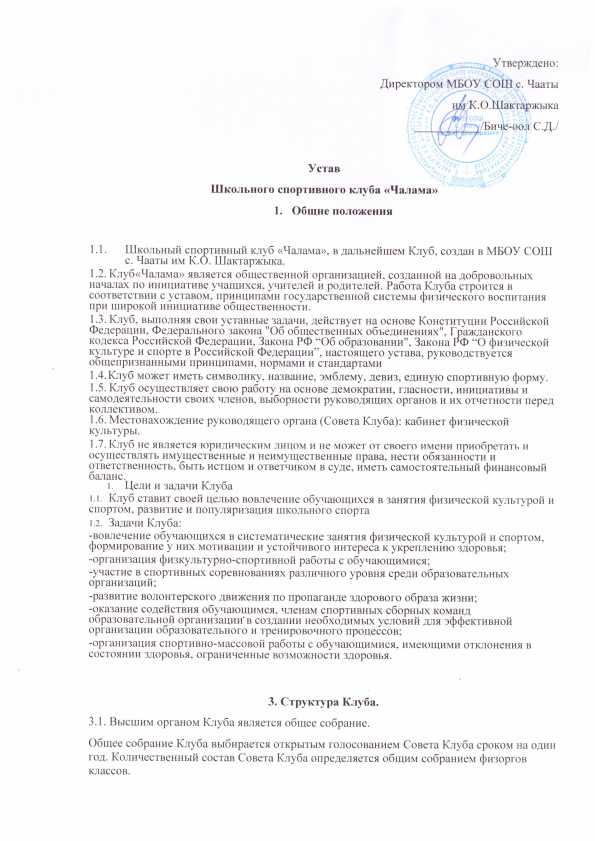 Утверждено:
Директором МБОУ СОШ с. Чааты
им К.О.Шактаржыка
___________/Биче-оол С.Д./
Устав
Школьного спортивного клуба «Чалама»
1. Общие положения
1.1. Школьный спортивный клуб «Чалама», в дальнейшем Клуб, создан в МБОУ СОШ
с. Чааты им К.О. Шактаржыка.
1.2. Клуб«Чалама» является общественной организацией, созданной на добровольных
началах по инициативе учащихся, учителей и родителей. Работа Клуба строится в
соответствии с уставом, принципами государственной системы физического воспитания
при широкой инициативе общественности.
1.3. Клуб, выполняя свои уставные задачи, действует на основе Конституции Российской
Федерации, Федерального закона "Об общественных объединениях", Гражданского
кодекса Российской Федерации, Закона РФ “Об образовании", Закона РФ “О физической
культуре и спорте в Российской Федерации”, настоящего устава, руководствуется
общепризнанными принципами, нормами и стандартами
1.4. Клуб может иметь символику, название, эмблему, девиз, единую спортивную форму.
1.5. Клуб осуществляет свою работу на основе демократии, гласности, инициативы и
самодеятельности своих членов, выборности руководящих органов и их отчетности перед
коллективом.
1.6. Местонахождение руководящего органа (Совета Клуба): кабинет физической
культуры.
1.7. Клуб не является юридическим лицом и не может от своего имени приобретать и
осуществлять имущественные и неимущественные права, нести обязанности и
ответственность, быть истцом и ответчиком в суде, иметь самостоятельный финансовый
баланс.
1. Цели и задачи Клуба
1.1. Клуб ставит своей целью вовлечение обучающихся в занятия физической культурой и
спортом, развитие и популяризация школьного спорта
1.2. Задачи Клуба:
-вовлечение обучающихся в систематические занятия физической культурой и спортом,
формирование у них мотивации и устойчивого интереса к укреплению здоровья;
-организация физкультурно-спортивной работы с обучающимися;
-участие в спортивных соревнованиях различного уровня среди образовательных
организаций;
-развитие волонтерского движения по пропаганде здорового образа жизни;
-оказание содействия обучающимся, членам спортивных сборных команд
образовательной организации в создании необходимых условий для эффективной
организации образовательного и тренировочного процессов;
-организация спортивно-массовой работы с обучающимися, имеющими отклонения в
состоянии здоровья, ограниченные возможности здоровья.
3. Структура Клуба.
3.1. Высшим органом Клуба является общее собрание.
Общее собрание Клуба выбирается открытым голосованием Совета Клуба сроком на один
год. Количественный состав Совета Клуба определяется общим собранием физоргов
классов.